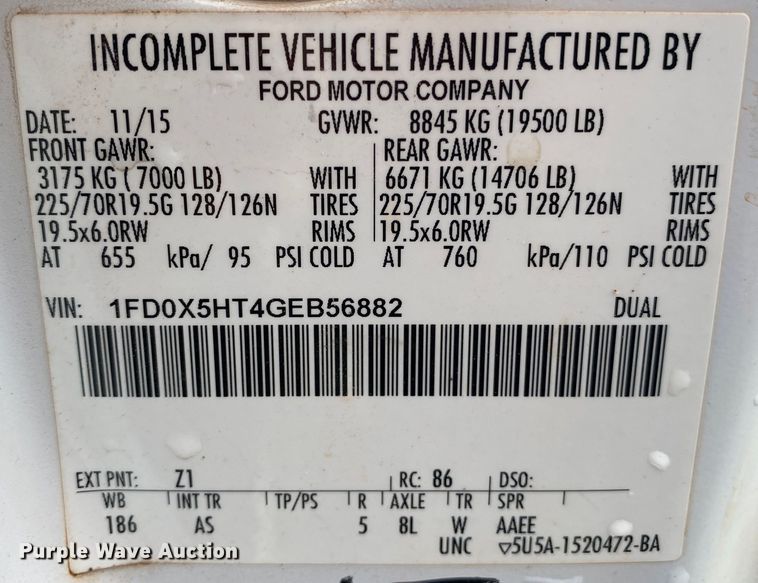 INCOMPLETE VEHICLE MANUFACTURED BY
FORD MOTOR COMPANY
DATE: 11/15 GVWR: 8845 KG (19500 LB)
FRONT GAWR: REAR GAWR:
3175 KG ( 7000 LB) WITH 6671 KG (14706 LB) WITH
225/70R19.5G 128/126N TIRES 225/70R19.5G 128/126N TIRES
19.5x6.0RW RIMS 19.5x6.0RW RIMS
AT 655 kPa/ 95 PSI COLD AT 760 kPa/110 PSI COLD
VIN: 1FD0X5HT4GEB56882 DUAL
EXT PNT: Z1 RC: 86 DSO:
WB INT TR TP/PS R AXLE TR SPR
186 AS 5 8L W AAEE
UNC ▽5U5A-1520472-BA
Purple Wave Auction